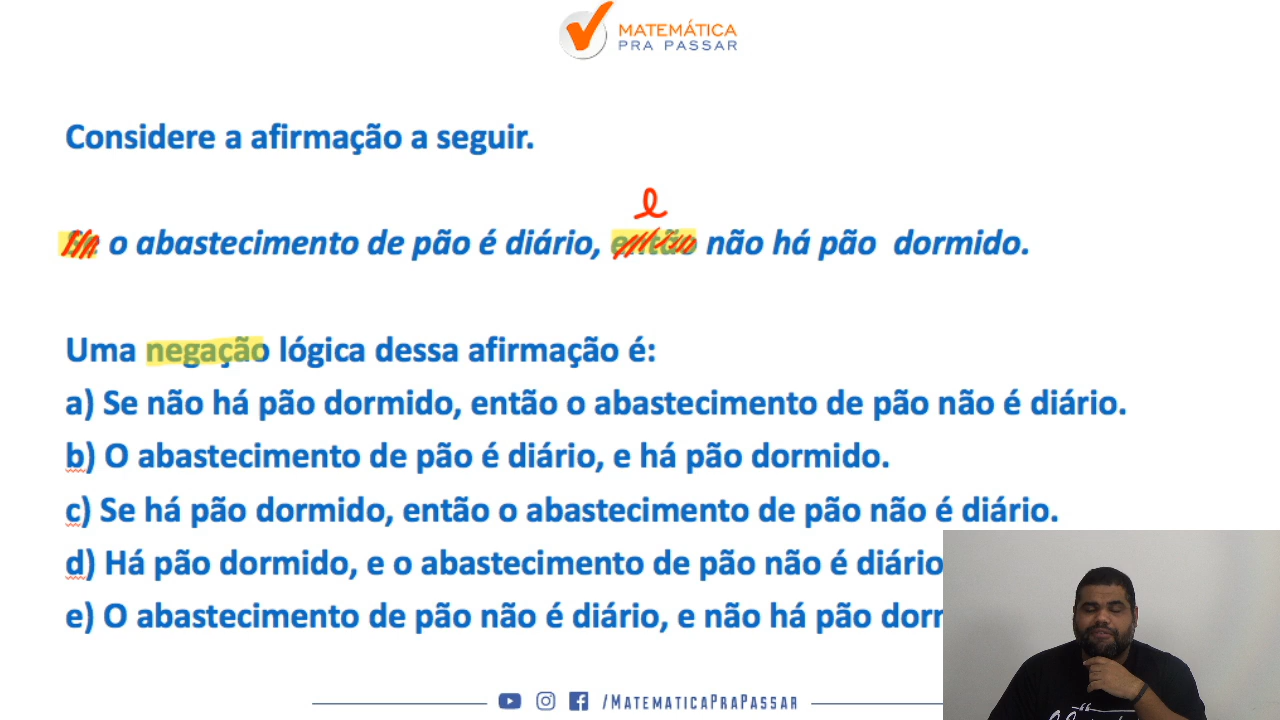 MATEMÁTICA
PRA PASSAR
Considere a afirmação a seguir.
e
Se o abastecimento de pão é diário, então não há pão dormido.
Uma negação lógica dessa afirmação é:
a) Se não há pão dormido, então o abastecimento de pão não é diário.
b) O abastecimento de pão é diário, e há pão dormido.
c) Se há pão dormido, então o abastecimento de pão não é diário.
d) Há pão dormido, e o abastecimento de pão não é diário
e) O abastecimento de pão não é diário, e não há pão
/MATEMATICAPRAPASSAR